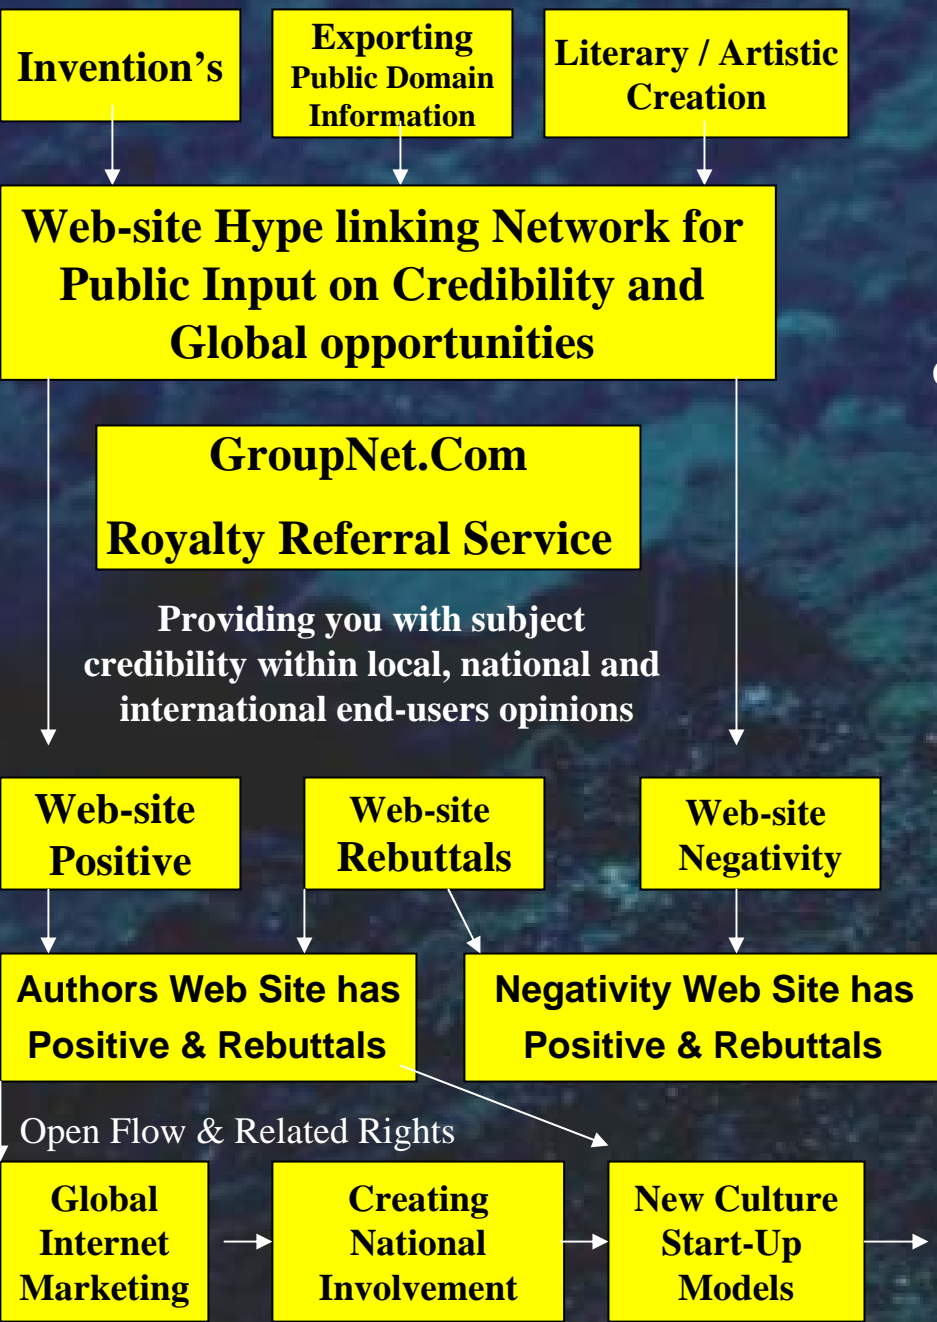 Invention’s
Exporting
Public Domain
Information
Literary / Artistic
Creation
Web-site Hype linking Network for
Public Input on Credibility and
Global opportunities
GroupNet.Com
Royalty Referral Service
Providing you with subject
credibility within local, national and
international end-users opinions
Web-site
Positive
Web-site
Rebuttals
Web-site
Negativity
Authors Web Site has
Positive & Rebuttals
Negativity Web Site has
Positive & Rebuttals
Open Flow & Related Rights
Global
Internet
Marketing
Creating
National
Involvement
New Culture
Start-Up
Models